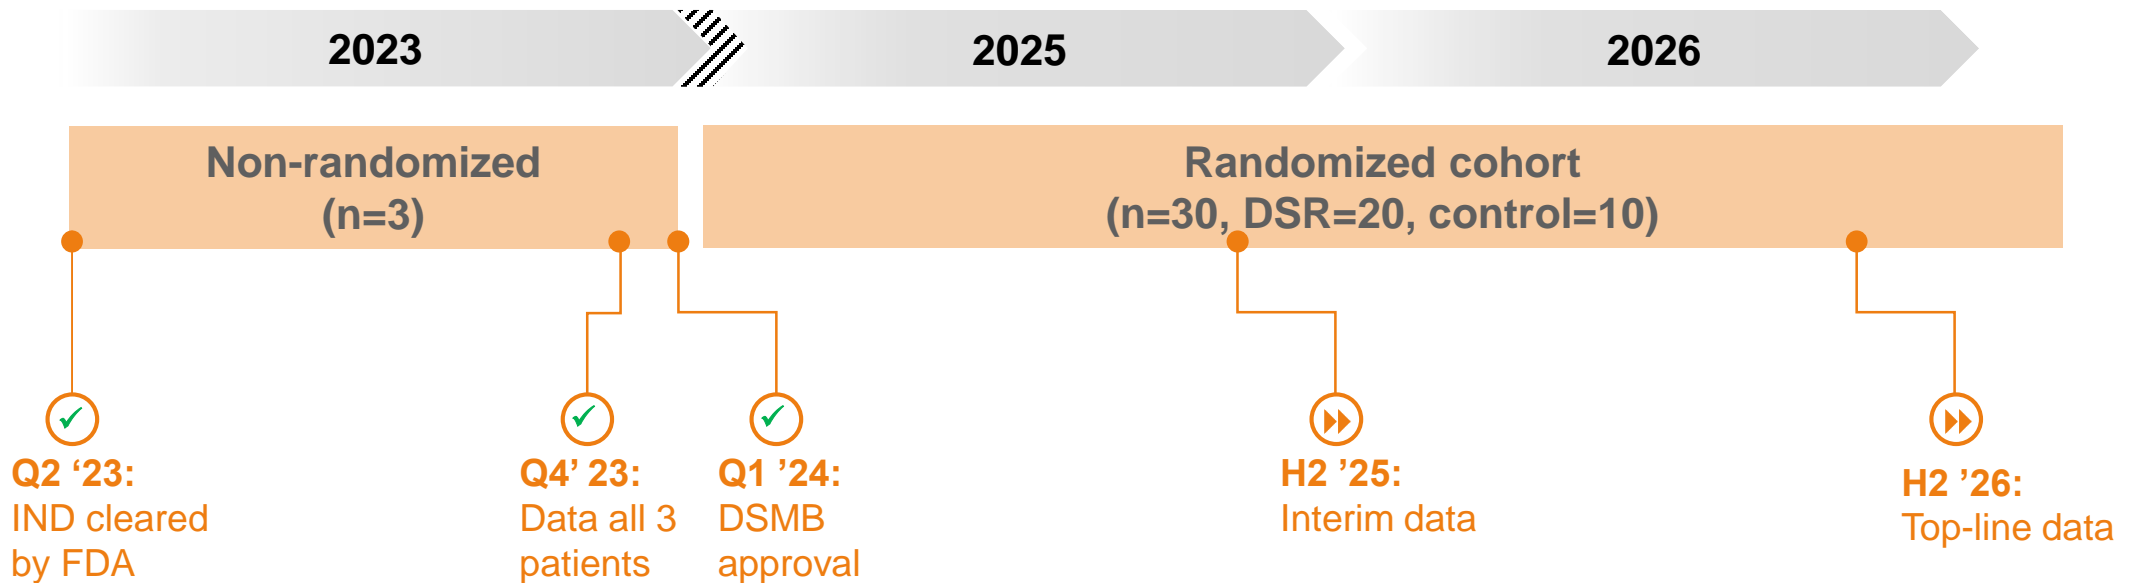 2023
2025
2026
Non-randomized
(n=3)
Randomized cohort
(n=30, DSR=20, control=10)
Q2 ‘23:
IND cleared
by FDA
Q4’ 23:
Data all 3
patients
Q1 ’24:
DSMB
approval
H2 ’25:
Interim data
H2 ’26:
Top-line data